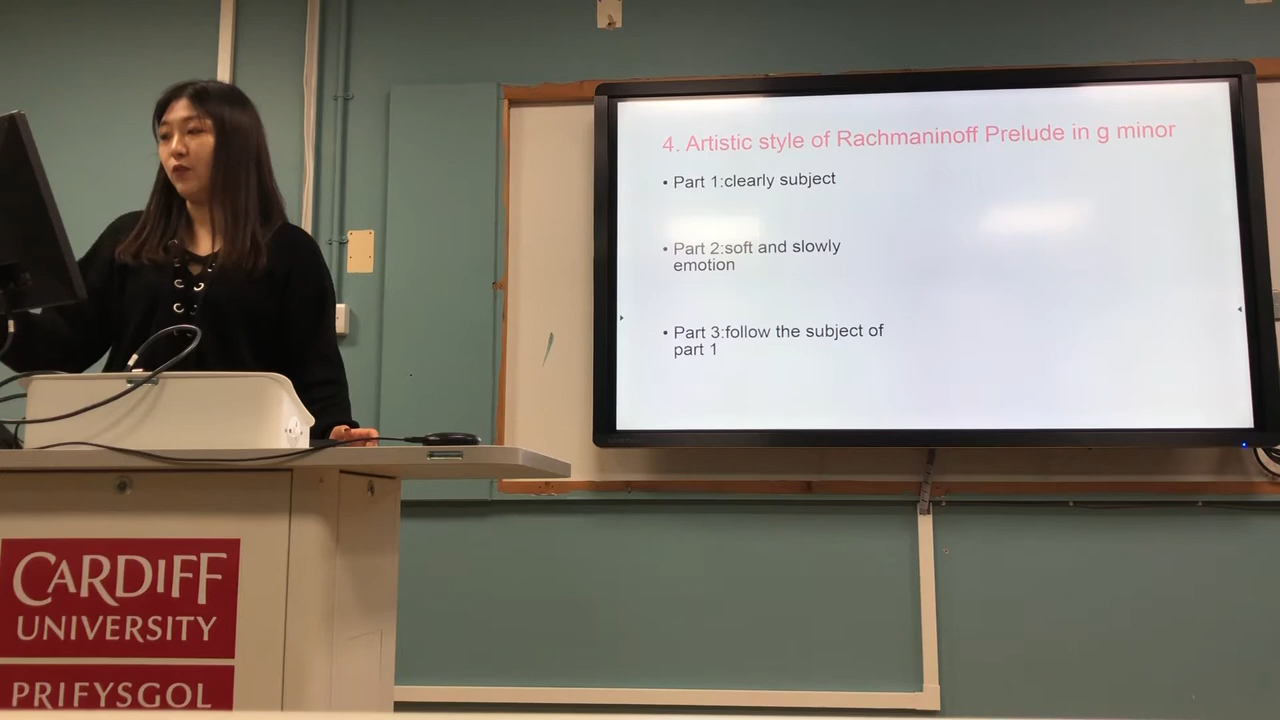 4. Artistic style of Rachmaninoff Prelude in g minor
• Part 1:clearly subject
• Part 2:soft and slowly
emotion
• Part 3:follow the subject of
part 1
CARDIFF
UNIVERSITY
PRIFYSGOL